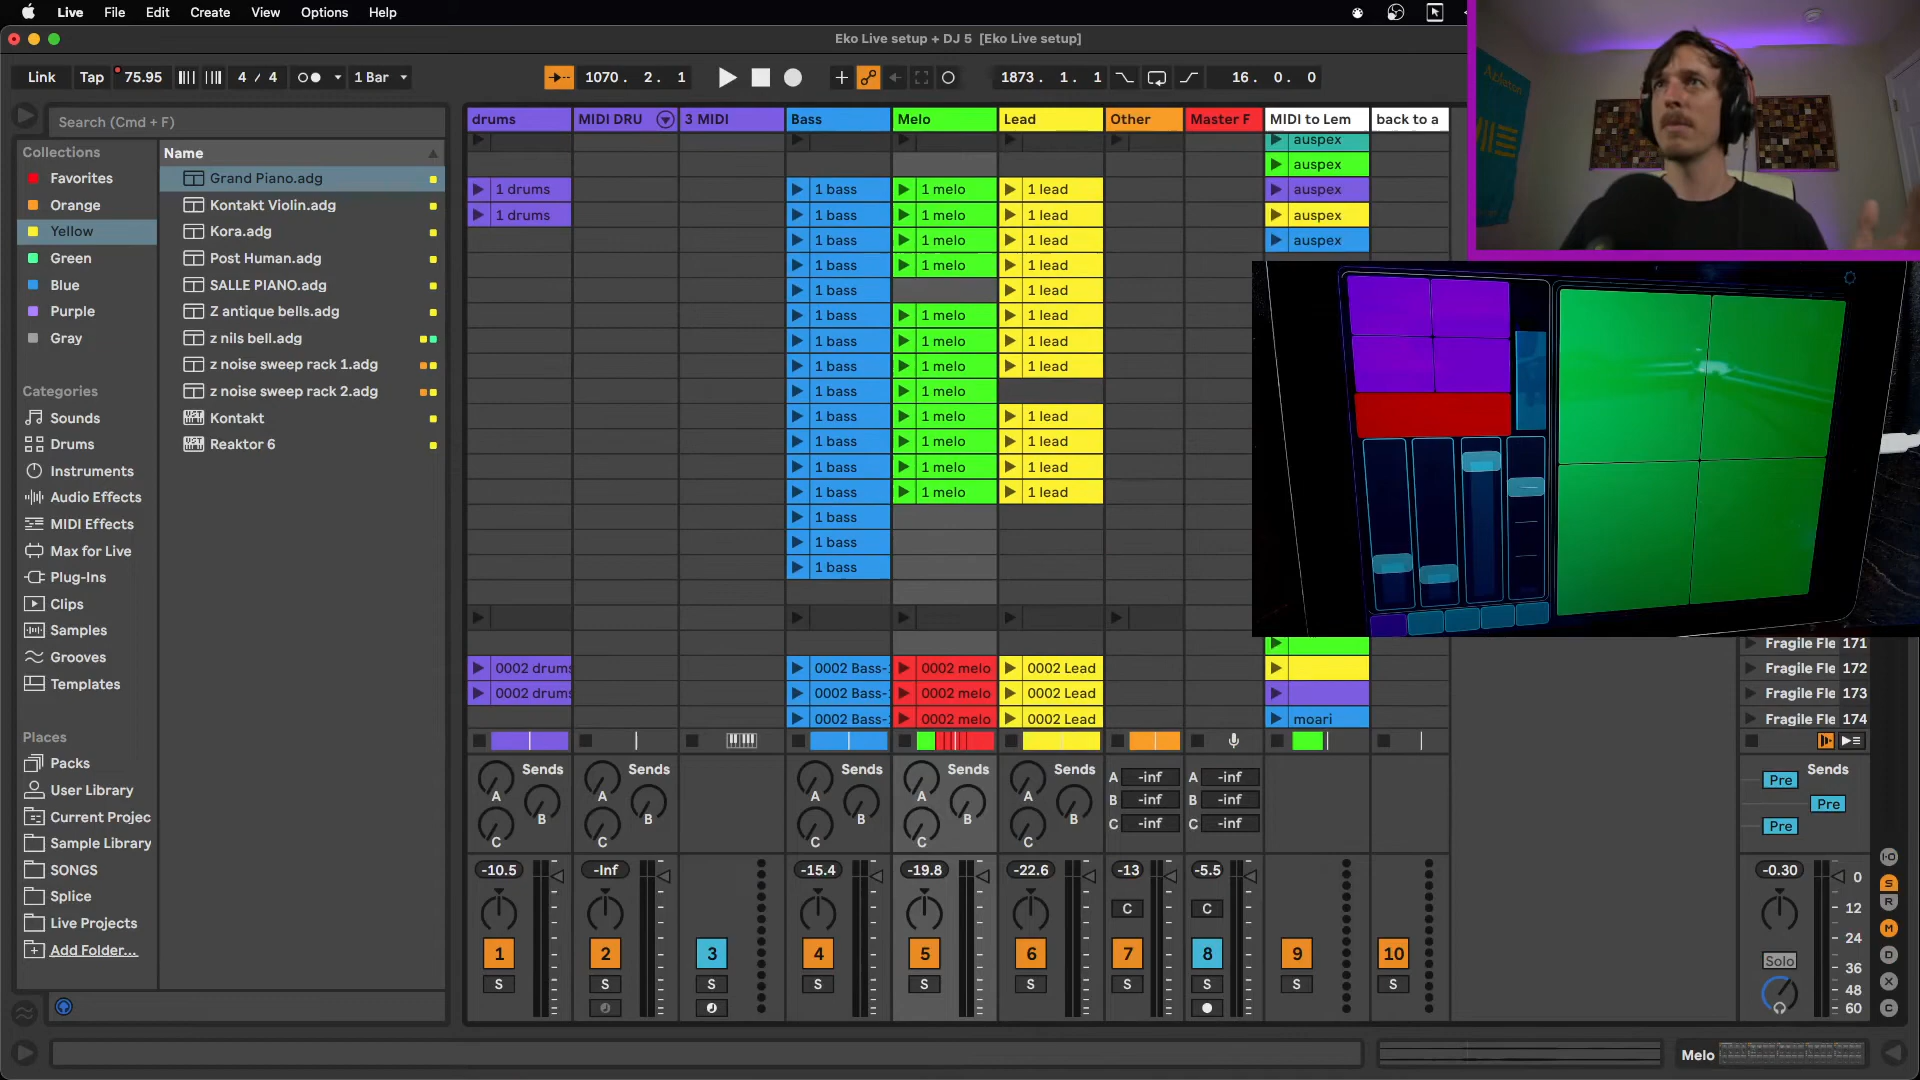 Live File Edit Create View Options Help
Eko Live setup + DJ 5 [Eko Live setup]
Link Tap 75.95 4 / 4 1 Bar 1070. 2. 1 1873. 1. 1 16. 0. 0
Search (Cmd + F)
Collections
Favorites
Orange
Yellow
Green
Blue
Purple
Gray
Categories
Sounds
Drums
Instruments
Audio Effects
MIDI Effects
Max for Live
Plug-Ins
Clips
Samples
Grooves
Templates
Places
Packs
User Library
Current Projec
Sample Library
SONGS
Splice
Live Projects
Add Folder...
Name
Grand Piano.adg
Kontakt Violin.adg
Kora.adg
Post Human.adg
SALLE PIANO.adg
Z antique bells.adg
z nils bell.adg
z noise sweep rack 1.adg
z noise sweep rack 2.adg
Kontakt
Reaktor 6
drums MIDI DRU 3 MIDI Bass Melo Lead Other Master F MIDI to Lem back to a
auspex
auspex
1 drums 1 bass 1 melo 1 lead auspex
1 drums 1 bass 1 melo 1 lead auspex
1 bass 1 melo 1 lead auspex
1 bass 1 melo 1 lead
1 bass 1 lead
1 bass 1 melo 1 lead
1 bass 1 melo 1 lead
1 bass 1 melo 1 lead
1 bass 1 melo
1 bass 1 melo 1 lead
1 bass 1 melo 1 lead
1 bass 1 melo 1 lead
1 bass 1 melo 1 lead
1 bass
1 bass
1 bass
Fragile Fle 171
0002 drums 0002 Bass-1 0002 melo 0002 Lead Fragile Fle 172
0002 drums 0002 Bass-1 0002 melo 0002 Lead Fragile Fle 173
0002 Bass-1 0002 melo 0002 Lead moari Fragile Fle 174
Sends Sends Sends Sends Sends Sends
A A A A A A -inf A -inf Pre
B B B B B B -inf B -inf Pre
C C C C C C -inf C -inf Pre
-10.5 -Inf -15.4 -19.8 -22.6 -13 -5.5 -0.30 0
C C 12
24
1 2 3 4 5 6 7 8 9 10 Solo 36
S S S S S S S S S S 48
60
I-O
S
R
M
D
X
C
Melo
Ableton